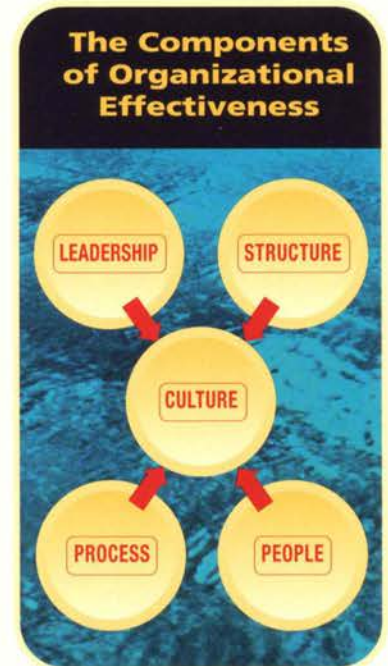 The Components
of Organizational
Effectiveness
LEADERSHIP
STRUCTURE
CULTURE
PROCESS
PEOPLE